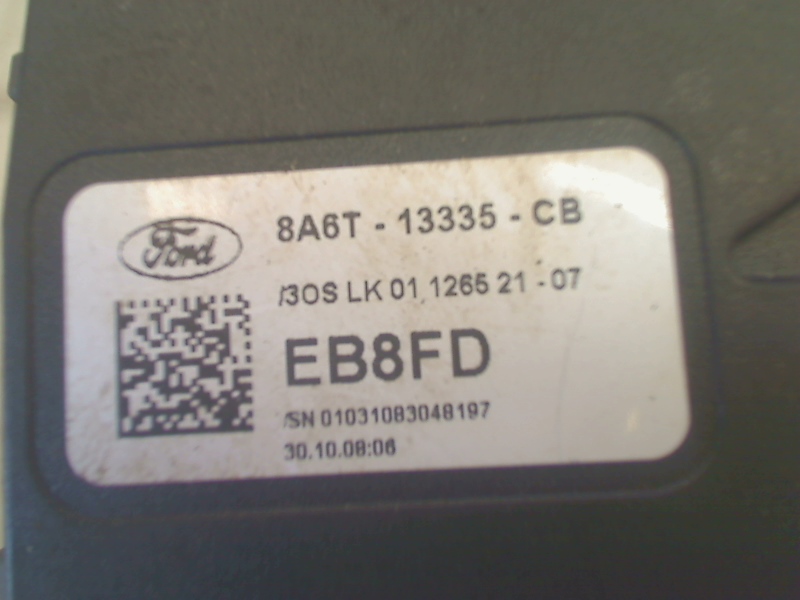 Ford
8A6T - 13335 - CB
/3OS LK 01 1265 21 - 07
EB8FD
/SN 01031083048197
30.10.08:06